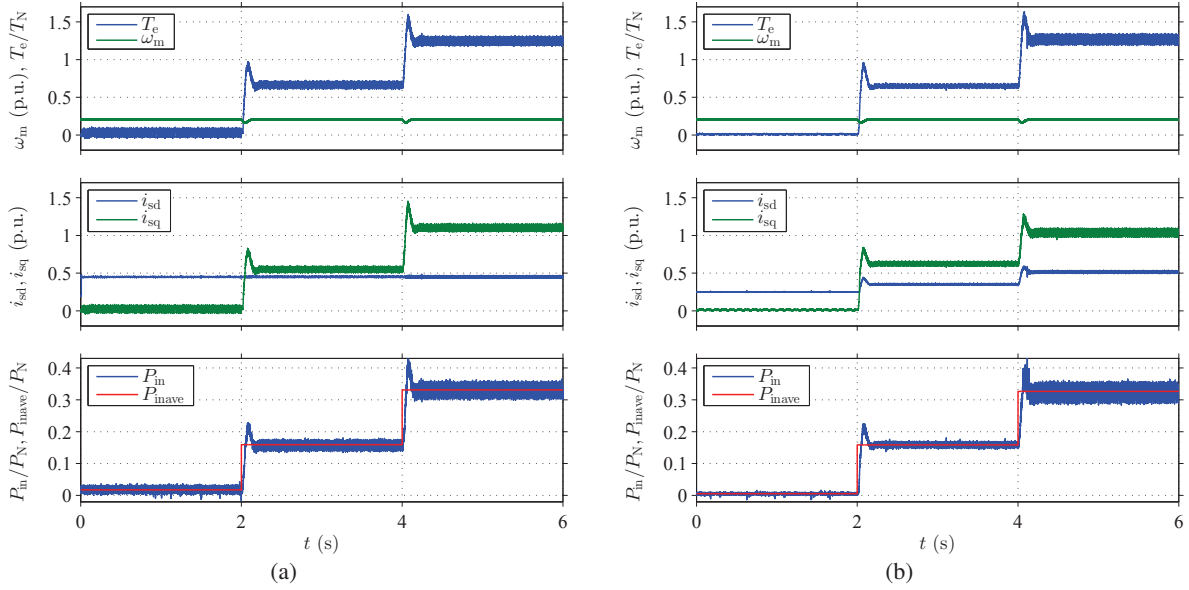 ω_m (p.u.), T_e/T_N
1.5
1
0.5
0
T_e
ω_m
i_sd, i_sq (p.u.)
1.5
1
0.5
0
i_sd
i_sq
P_in/P_N, P_inave/P_N
0.4
0.3
0.2
0.1
0
P_in
P_inave
0 2 4 6
t (s)
(a)
ω_m (p.u.), T_e/T_N
1.5
1
0.5
0
T_e
ω_m
i_sd, i_sq (p.u.)
1.5
1
0.5
0
i_sd
i_sq
P_in/P_N, P_inave/P_N
0.4
0.3
0.2
0.1
0
P_in
P_inave
0 2 4 6
t (s)
(b)